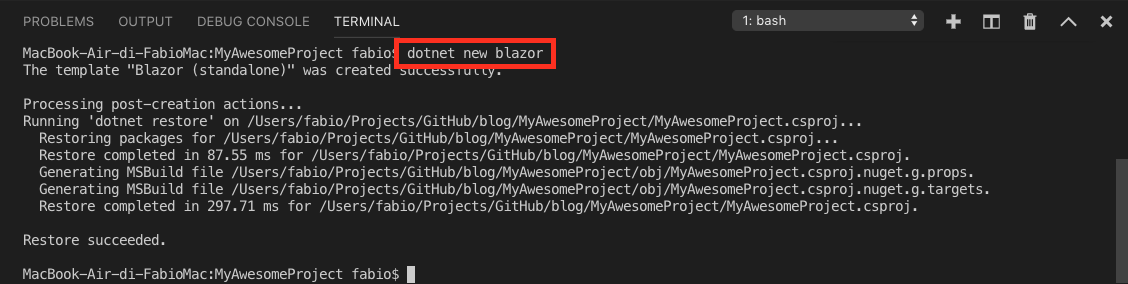 PROBLEMS OUTPUT DEBUG CONSOLE TERMINAL 1: bash
MacBook-Air-di-FabioMac:MyAwesomeProject fabio$ dotnet new blazor
The template "Blazor (standalone)" was created successfully.
Processing post-creation actions...
Running 'dotnet restore' on /Users/fabio/Projects/GitHub/blog/MyAwesomeProject/MyAwesomeProject.csproj...
Restoring packages for /Users/fabio/Projects/GitHub/blog/MyAwesomeProject/MyAwesomeProject.csproj...
Restore completed in 87.55 ms for /Users/fabio/Projects/GitHub/blog/MyAwesomeProject/MyAwesomeProject.csproj.
Generating MSBuild file /Users/fabio/Projects/GitHub/blog/MyAwesomeProject/obj/MyAwesomeProject.csproj.nuget.g.props.
Generating MSBuild file /Users/fabio/Projects/GitHub/blog/MyAwesomeProject/obj/MyAwesomeProject.csproj.nuget.g.targets.
Restore completed in 297.71 ms for /Users/fabio/Projects/GitHub/blog/MyAwesomeProject/MyAwesomeProject.csproj.
Restore succeeded.
MacBook-Air-di-FabioMac:MyAwesomeProject fabio$